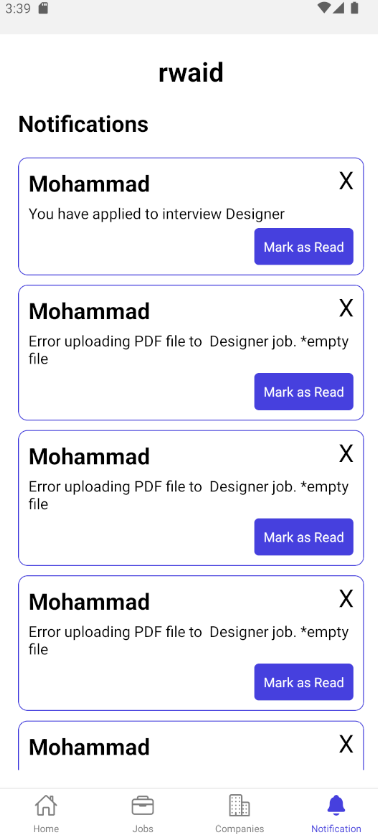 3:39
rwaid
Notifications
Mohammad X
You have applied to interview Designer
Mark as Read
Mohammad X
Error uploading PDF file to  Designer job. *empty
file
Mark as Read
Mohammad X
Error uploading PDF file to  Designer job. *empty
file
Mark as Read
Mohammad X
Error uploading PDF file to  Designer job. *empty
file
Mark as Read
Mohammad X
Home Jobs Companies Notification